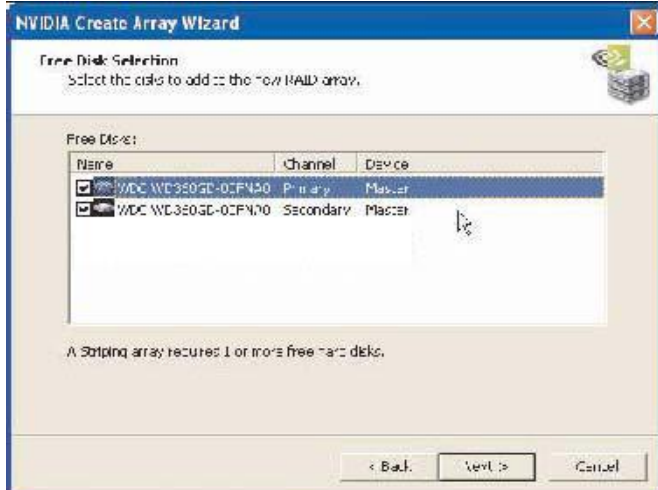 NVIDIA Create Array Wizard
Free Disk Selection
Select the disks to add to the new RAID array.
Free Disks:
Name Channel Device
WDC WD360GD-00FNA0 Primary Master
WDC WD360GD-00FNA0 Secondary Master
A Striping array requires 1 or more free hard disks.
< Back Next > Cancel